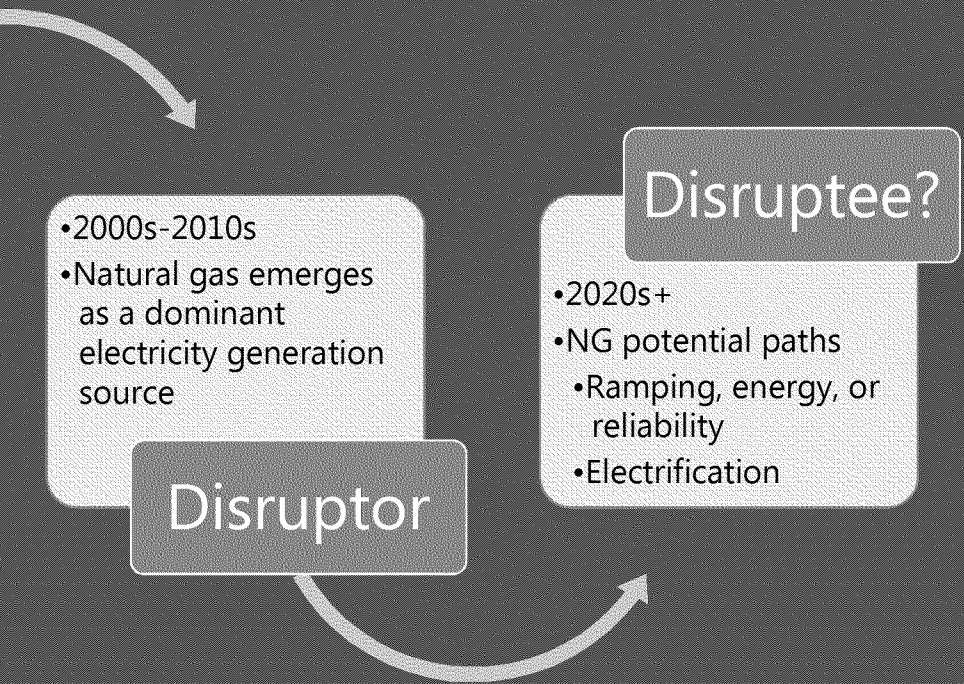 •2000s-2010s
•Natural gas emerges
as a dominant
electricity generation
source
Disruptor
Disruptee?
•2020s+
•NG potential paths
•Ramping, energy, or
reliability
•Electrification